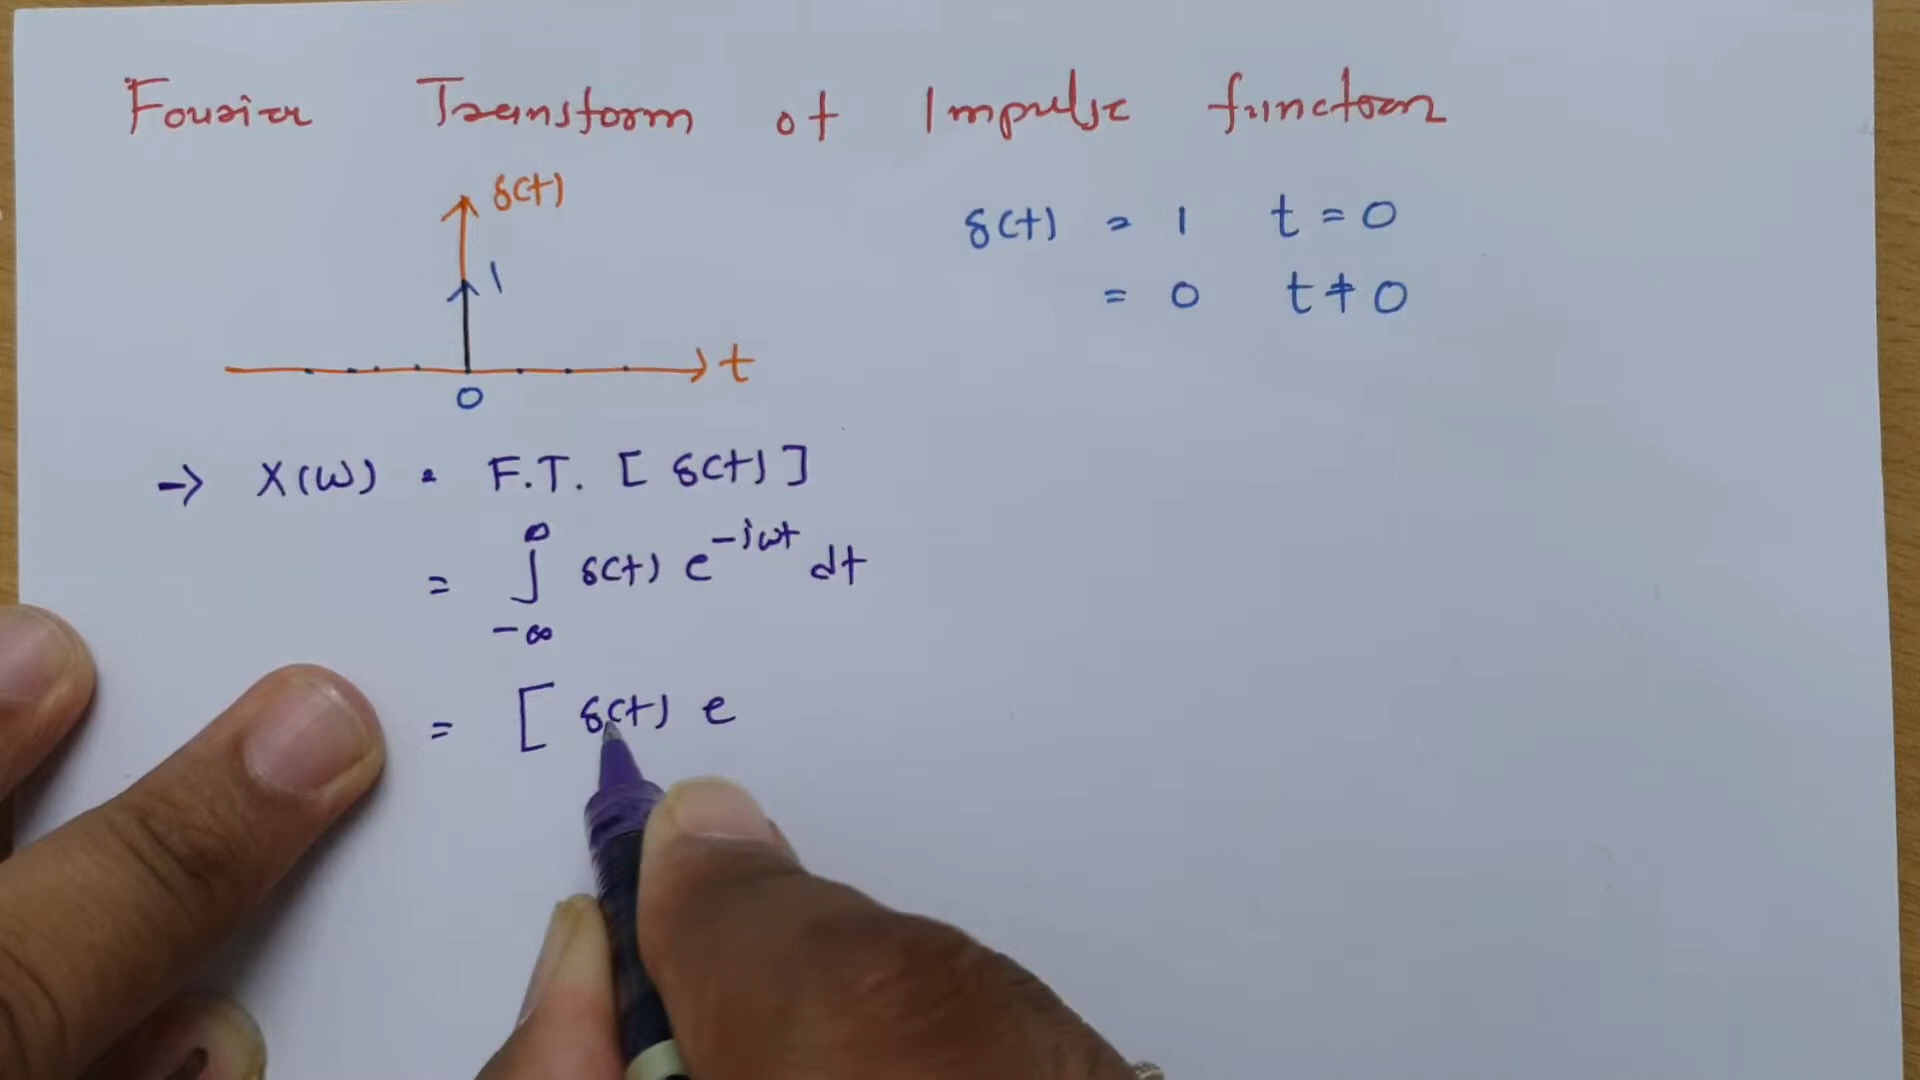 Fourier Transform of Impulse function
δ(t)
1
t
0
δ(t) = 1 t = 0
= 0 t ≠ 0
→ X(ω) = F.T. [ δ(t) ]
= ∫_{-∞}^{∞} δ(t) e^{-jωt} dt
= [ δ(t) e